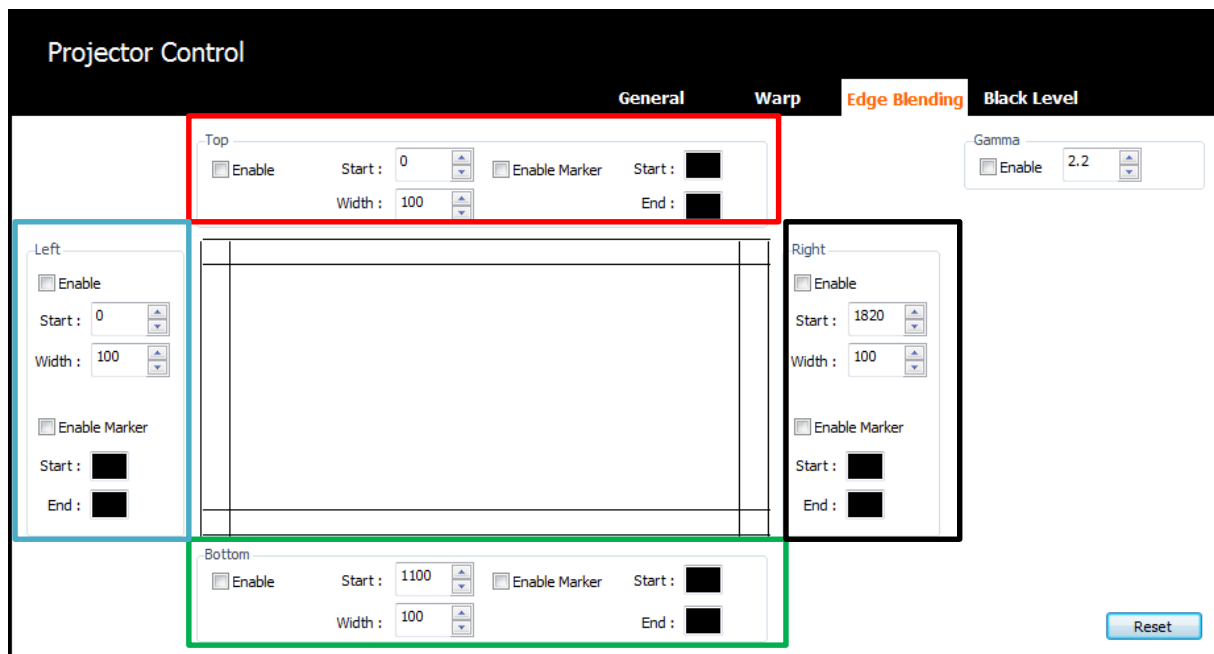 Projector Control
General Warp Edge Blending Black Level
Top
Enable Start : 0 Enable Marker Start :
Width : 100 End :
Gamma
Enable 2.2
Left
Enable
Start : 0
Width : 100
Enable Marker
Start :
End :
Right
Enable
Start : 1820
Width : 100
Enable Marker
Start :
End :
Bottom
Enable Start : 1100 Enable Marker Start :
Width : 100 End :
Reset